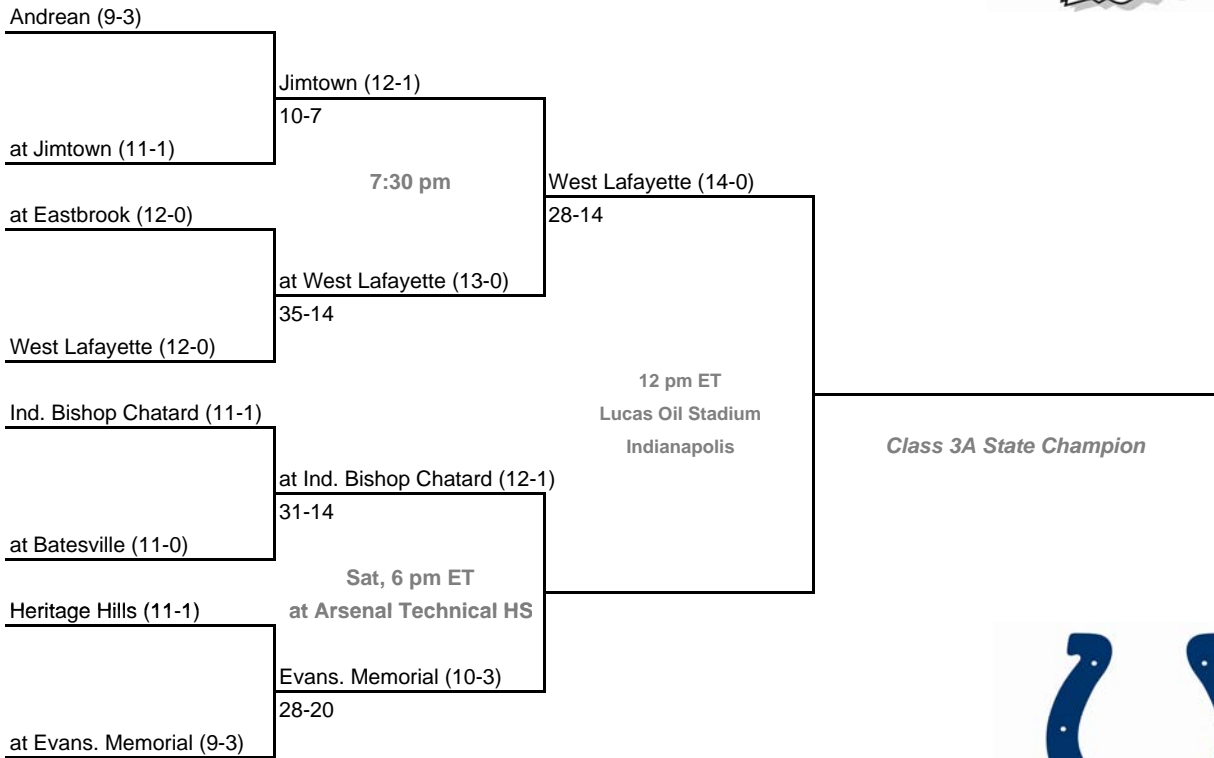 Andrean (9-3)
Jimtown (12-1)
10-7
at Jimtown (11-1)
7:30 pm
West Lafayette (14-0)
at Eastbrook (12-0)
28-14
at West Lafayette (13-0)
35-14
West Lafayette (12-0)
12 pm ET
Ind. Bishop Chatard (11-1)
Lucas Oil Stadium
Indianapolis
Class 3A State Champion
at Ind. Bishop Chatard (12-1)
31-14
at Batesville (11-0)
Sat, 6 pm ET
Heritage Hills (11-1)
at Arsenal Technical HS
Evans. Memorial (10-3)
28-20
at Evans. Memorial (9-3)